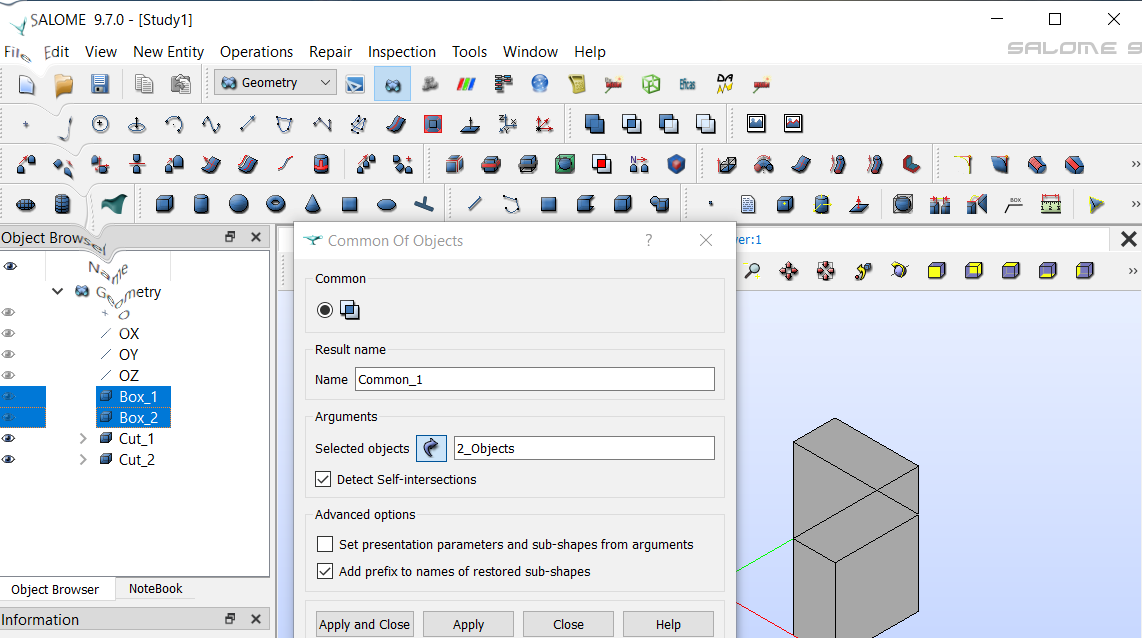 SALOME 9.7.0 - [Study1]
File Edit View New Entity Operations Repair Inspection Tools Window Help
SALOME 9
Geometry
Eficas
N
BOX
Object Browser
Name
Geometry
O
OX
OY
OZ
Box_1
Box_2
Cut_1
Cut_2
Object Browser NoteBook
Information
Common Of Objects
?
Common
Result name
Name Common_1
Arguments
Selected objects 2_Objects
Detect Self-intersections
Advanced options
Set presentation parameters and sub-shapes from arguments
Add prefix to names of restored sub-shapes
Apply and Close Apply Close Help
wer:1